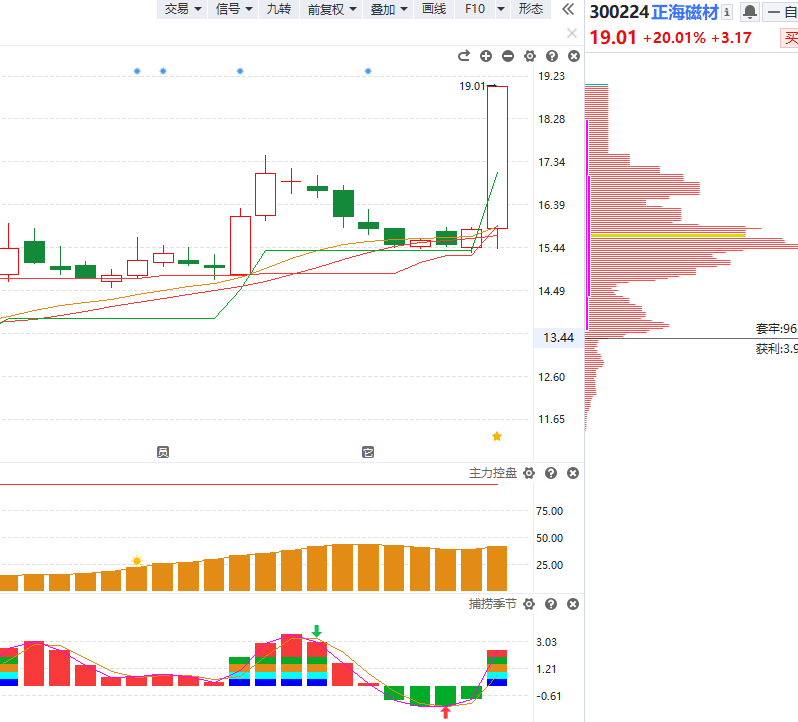 交易 信号 九转 前复权 叠加 画线 F10 形态
300224 正海磁材 自
19.01 +20.01% +3.17 买
19.01
19.23
18.28
17.34
16.39
15.44
14.49
13.44
12.60
11.65
套牢:96
获利:3.9
员 它
主力控盘
75.00
50.00
25.00
捕捞季节
3.03
1.21
-0.61